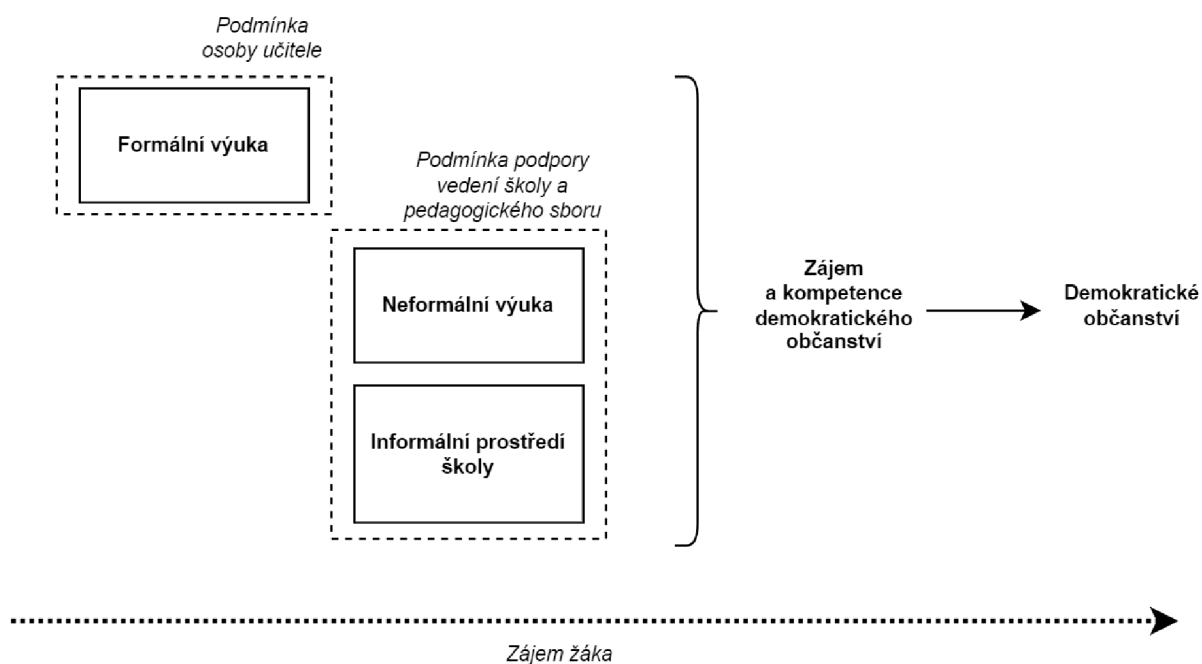 Podmínka
osoby učitele
Formální výuka
Podmínka podpory
vedení školy a
pedagogického sboru
Neformální výuka
Informální prostředí
školy
Zájem
a kompetence
demokratického
občanství
Demokratické
občanství
Zájem žáka